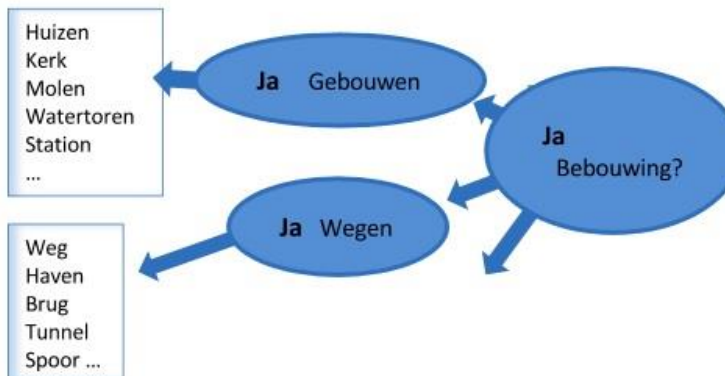 Huizen
Kerk
Molen
Watertoren
Station
...
Ja Gebouwen
Ja
Bebouwing?
Ja Wegen
Weg
Haven
Brug
Tunnel
Spoor ...